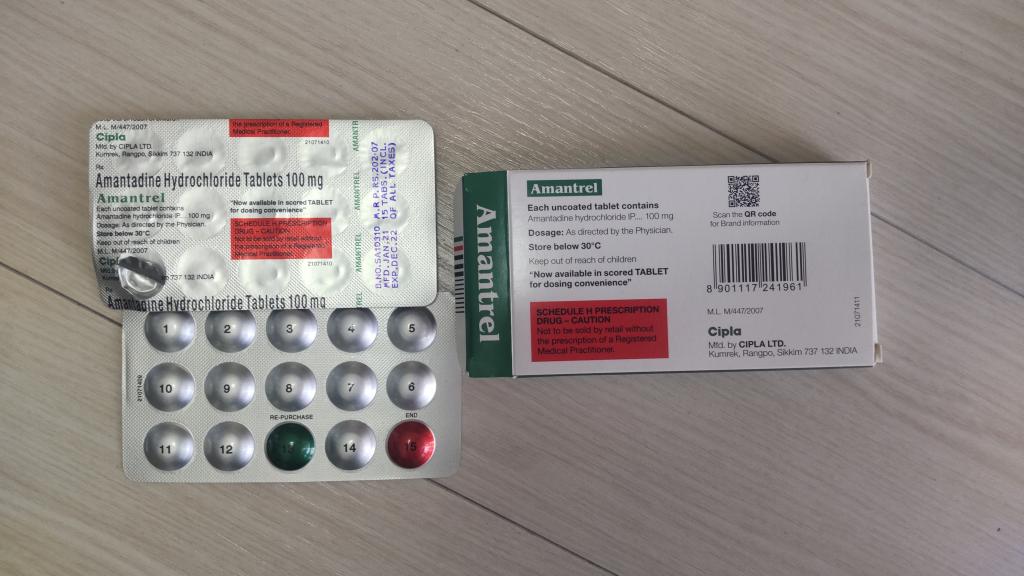 the prescription of a Registered
Medical Practitioner.
21071410
M.L. M/447/2007
Cipla
Mfd. by CIPLA LTD.
Kumrek, Rangpo, Sikkim 737 132 INDIA
Rx
Amantadine Hydrochloride Tablets 100 mg
Amantrel
Each uncoated tablet contains
Amantadine hydrochloride IP.... 100 mg
Dosage: As directed by the Physician.
Store below 30°C
Keep out of reach of children
M.L. M/447/2007
"Now available in scored TABLET
for dosing convenience"
SCHEDULE H PRESCRIPTION
DRUG – CAUTION
Not to be sold by retail without
the prescription of a Registered
Medical Practitioner.
21071410
737 132 INDIA
Amantadine Hydrochloride Tablets 100 mg
AMANTREL
AMANTREL
B.NO.SA10310 M.R.P.RS.202.07
MFD.JAN.21 15 TABS.(INCL.
EXP.DEC.22 OF ALL TAXES)
1 2 3 4 5
10 9 8 7 6
RE-PURCHASE END
11 12 13 14 15
21071409
Amantrel
Amantrel
Each uncoated tablet contains
Amantadine hydrochloride IP.... 100 mg
Dosage: As directed by the Physician.
Store below 30°C
Keep out of reach of children
"Now available in scored TABLET
for dosing convenience"
SCHEDULE H PRESCRIPTION
DRUG – CAUTION
Not to be sold by retail without
the prescription of a Registered
Medical Practitioner.
Scan the QR code
for Brand information
8 901117 241961
M.L. M/447/2007
Cipla
Mfd. by CIPLA LTD.
Kumrek, Rangpo, Sikkim 737 132 INDIA
21071411